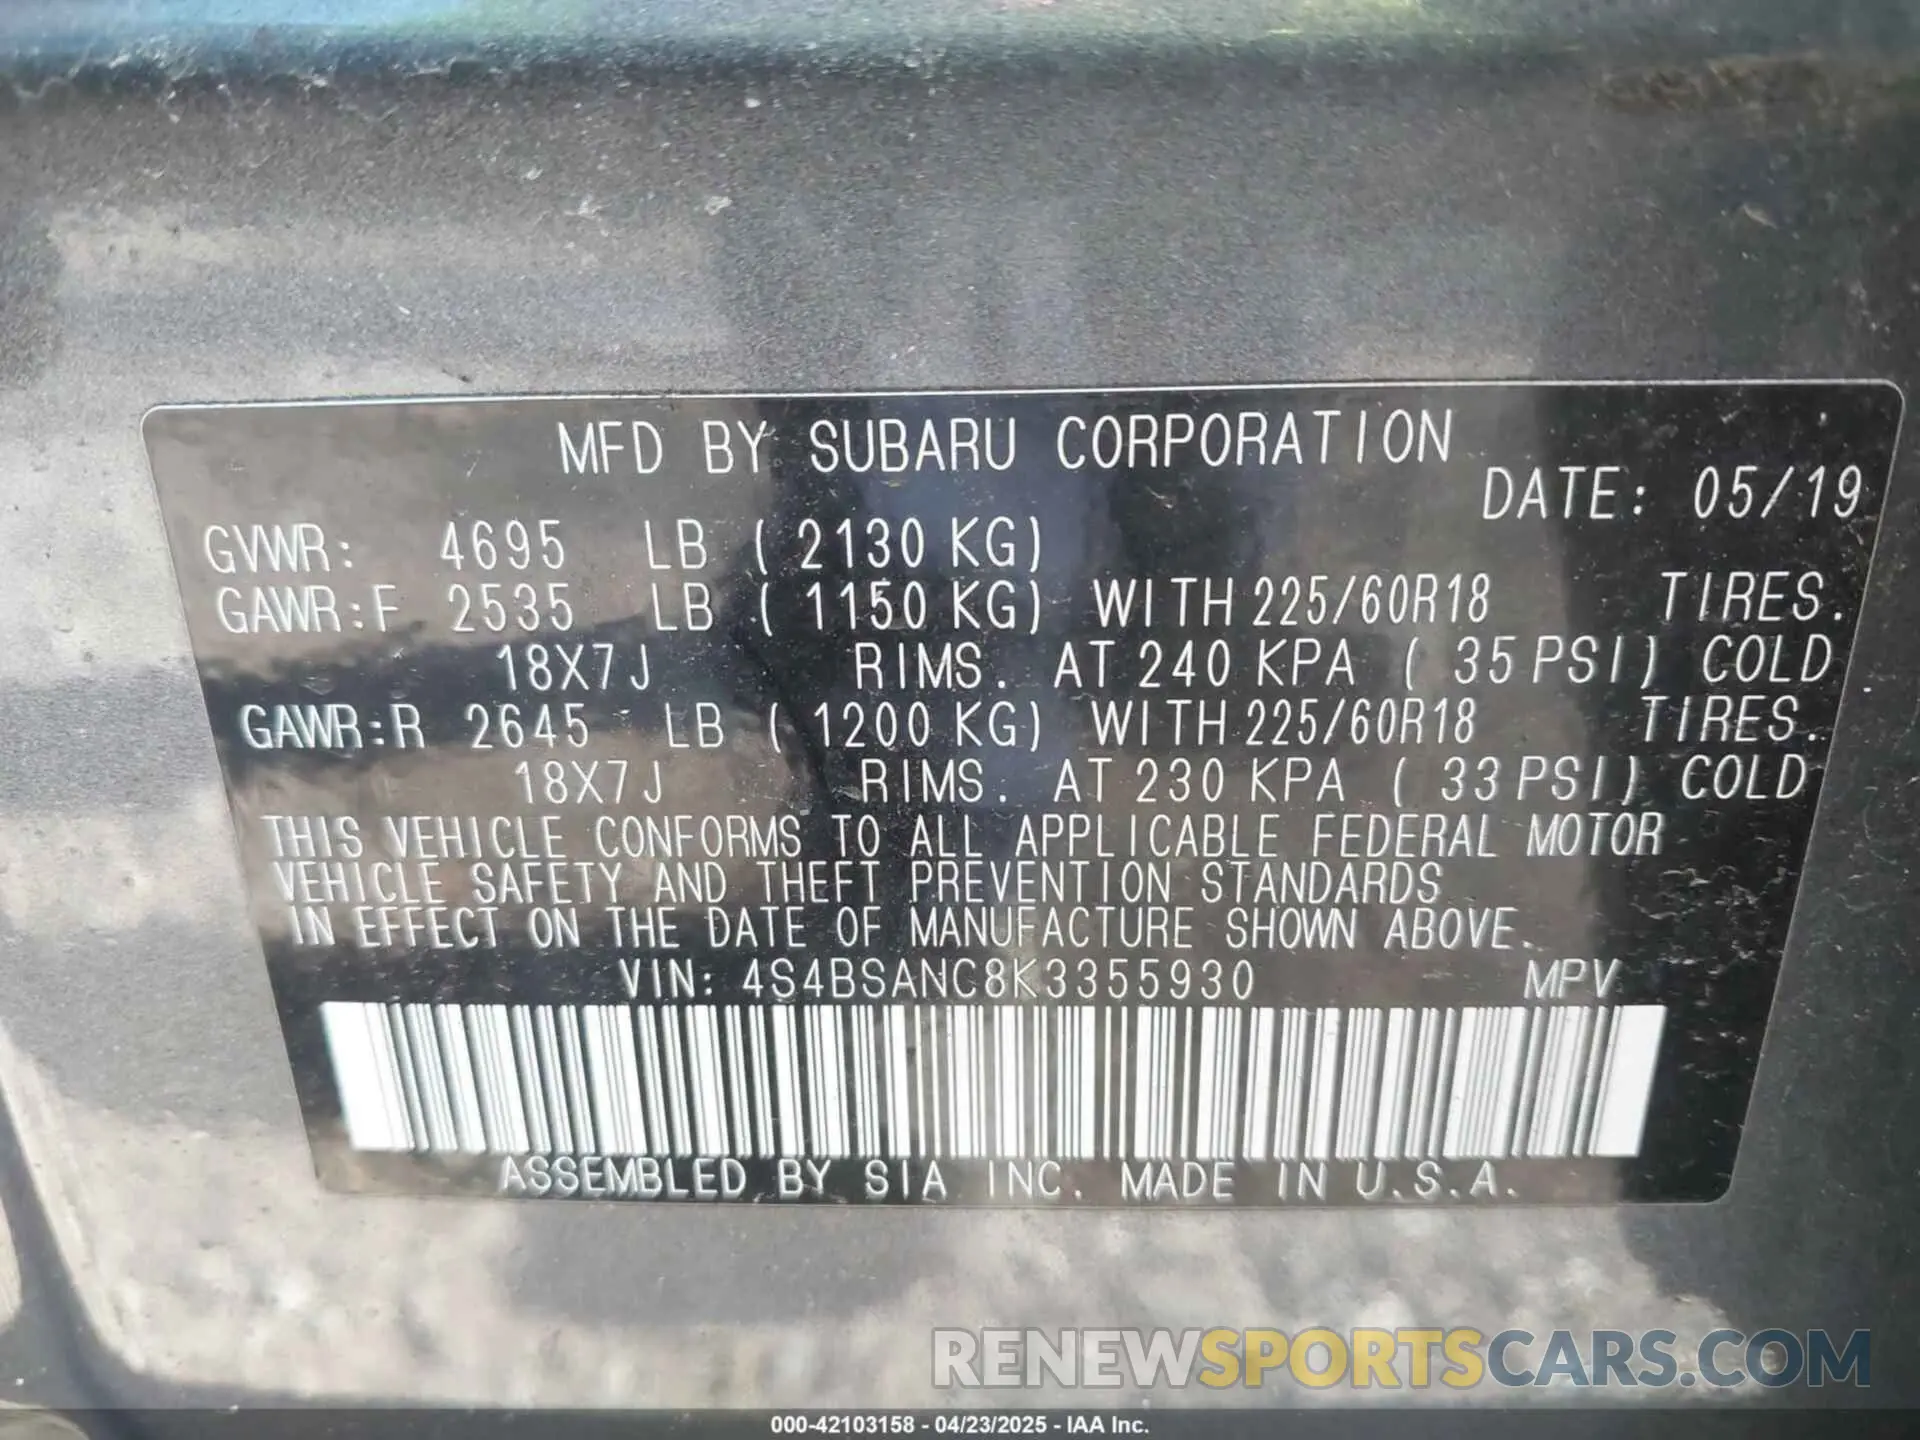 MFD BY SUBARU CORPORATION
DATE: 05/19
GVWR: 4695 LB ( 2130 KG)
GAWR:F 2535 LB ( 1150 KG) WITH 225/60R18 TIRES.
18X7J RIMS. AT 240 KPA ( 35 PSI) COLD
GAWR:R 2645 LB ( 1200 KG) WITH 225/60R18 TIRES.
18X7J RIMS. AT 230 KPA ( 33 PSI) COLD
THIS VEHICLE CONFORMS TO ALL APPLICABLE FEDERAL MOTOR
VEHICLE SAFETY AND THEFT PREVENTION STANDARDS
IN EFFECT ON THE DATE OF MANUFACTURE SHOWN ABOVE.
VIN: 4S4BSANC8K3355930 MPV
ASSEMBLED BY SIA INC. MADE IN U.S.A.
RENEWSPORTSCARS.COM
000-42103158 - 04/23/2025 - IAA Inc.